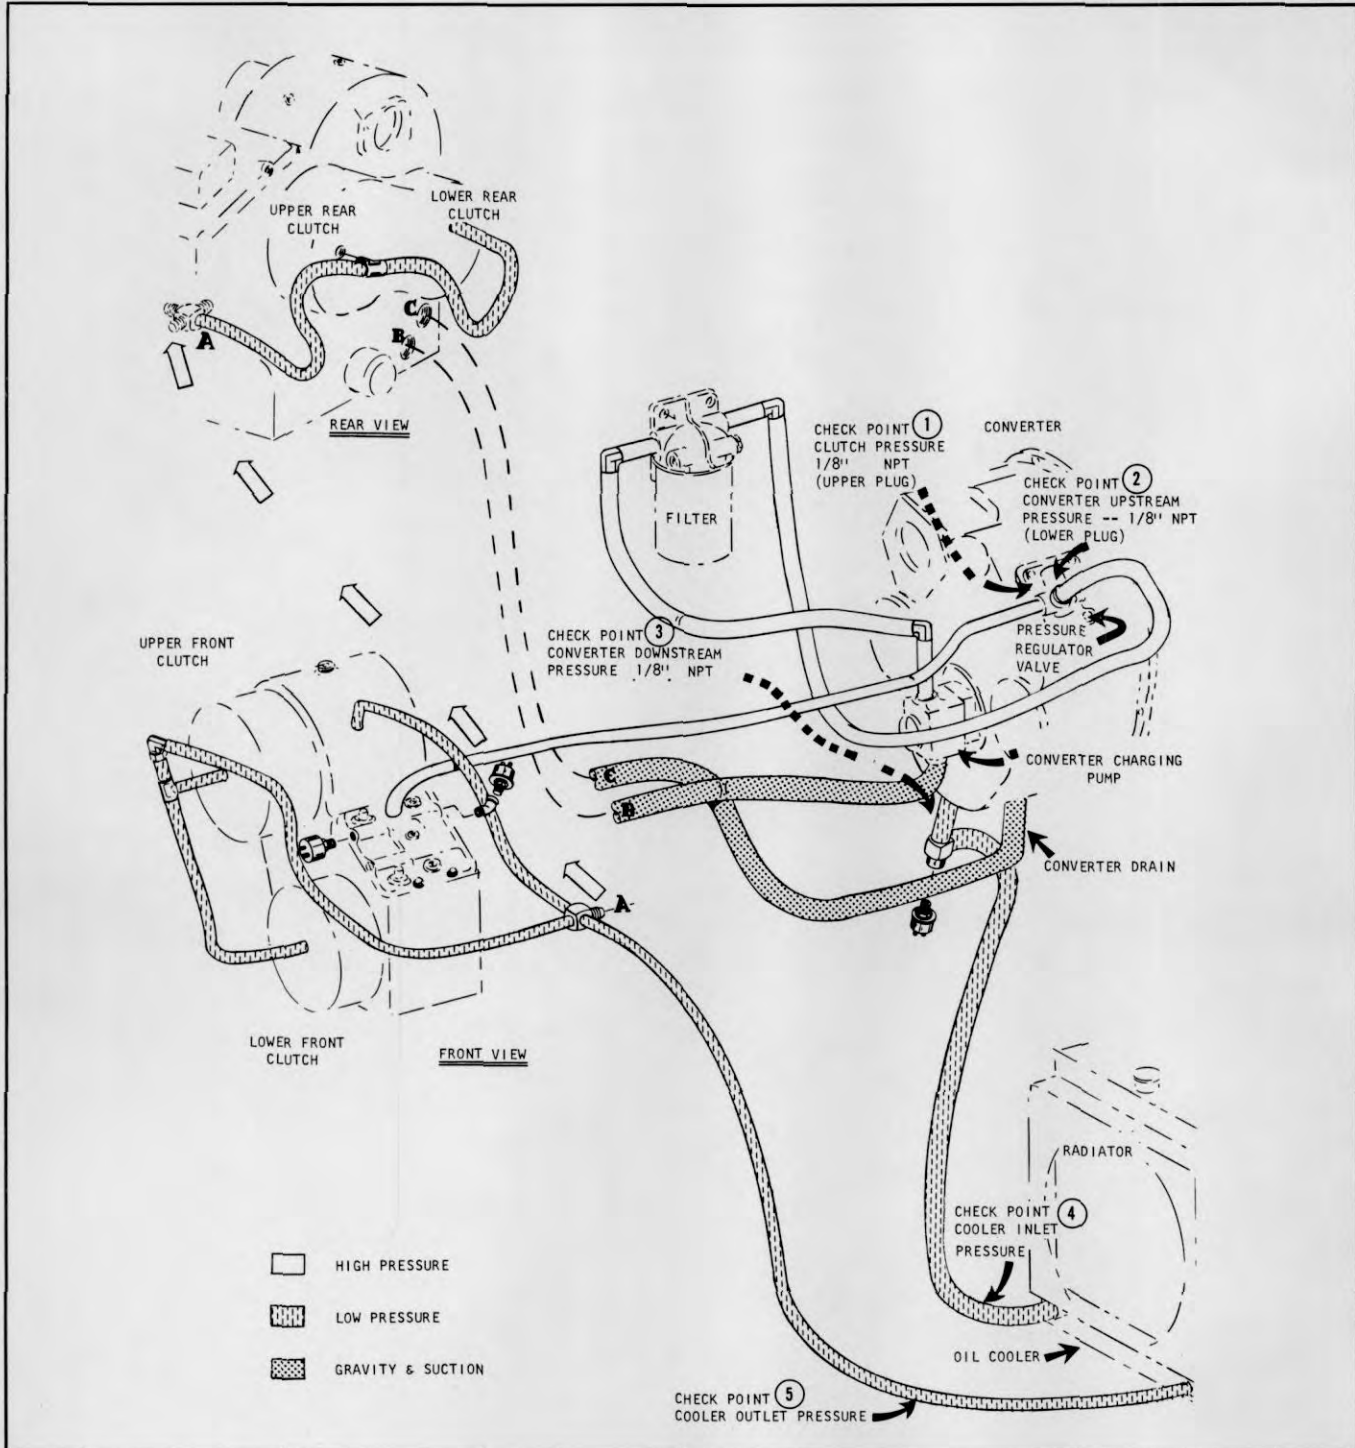 LOWER REAR
CLUTCH
UPPER REAR
CLUTCH
C
B
A
REAR VIEW
CHECK POINT 1
CLUTCH PRESSURE
1/8" NPT
(UPPER PLUG)
CONVERTER
CHECK POINT 2
CONVERTER UPSTREAM
PRESSURE -- 1/8" NPT
(LOWER PLUG)
FILTER
CHECK POINT 3
CONVERTER DOWNSTREAM
PRESSURE 1/8" NPT
PRESSURE
REGULATOR
VALVE
UPPER FRONT
CLUTCH
CONVERTER CHARGING
PUMP
C
B
CONVERTER DRAIN
A
LOWER FRONT
CLUTCH
FRONT VIEW
RADIATOR
CHECK POINT 4
COOLER INLET
PRESSURE
HIGH PRESSURE
LOW PRESSURE
GRAVITY & SUCTION
OIL COOLER
CHECK POINT 5
COOLER OUTLET PRESSURE